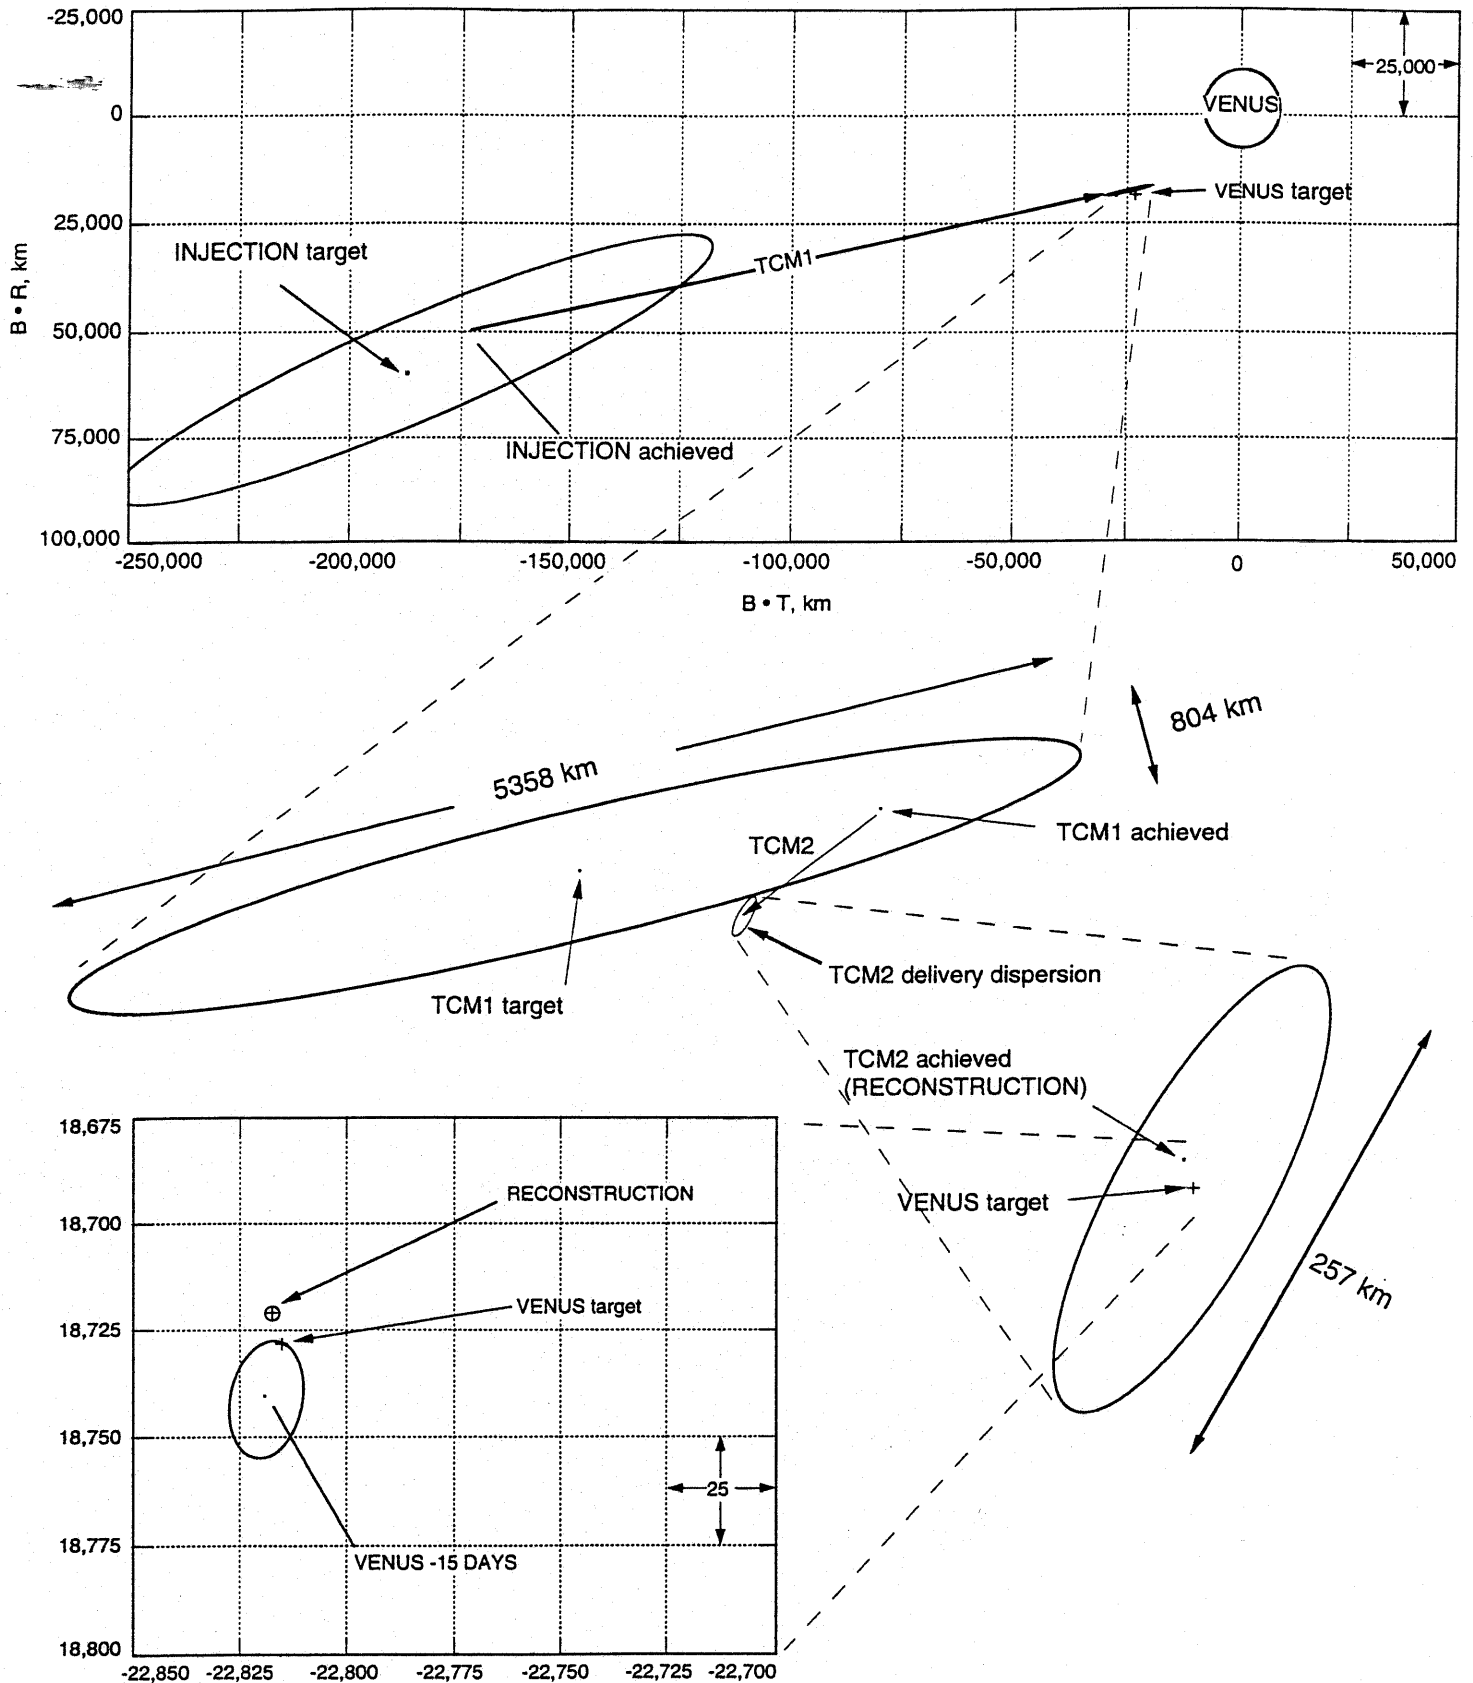 -25,000
25,000
VENUS
0
VENUS target
25,000
INJECTION target
TCM1
B • R, km
50,000
75,000
INJECTION achieved
100,000
-250,000 -200,000 -150,000 -100,000 -50,000 0 50,000
B • T, km
804 km
5358 km
TCM2
TCM1 achieved
TCM2 delivery dispersion
TCM1 target
TCM2 achieved
(RECONSTRUCTION)
VENUS target
257 km
18,675
RECONSTRUCTION
18,700
VENUS target
18,725
18,750
25
18,775
VENUS -15 DAYS
18,800
-22,850 -22,825 -22,800 -22,775 -22,750 -22,725 -22,700